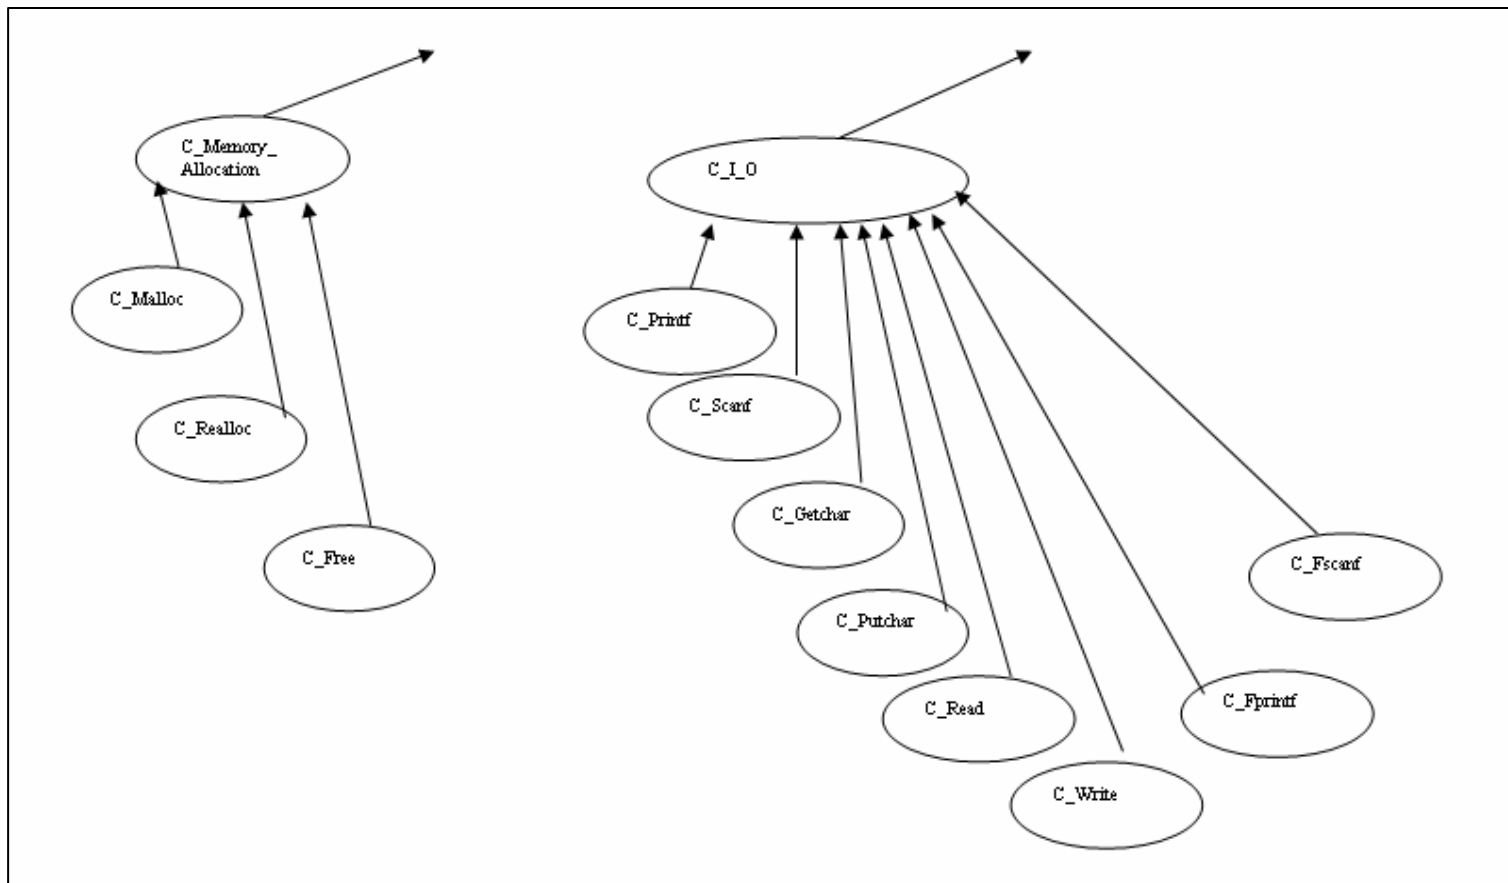 C_Memory_
Allocation
C_I_O
C_Malloc
C_Printf
C_Scanf
C_Realloc
C_Getchar
C_Free
C_Fscanf
C_Putchar
C_Read
C_Fprintf
C_Write